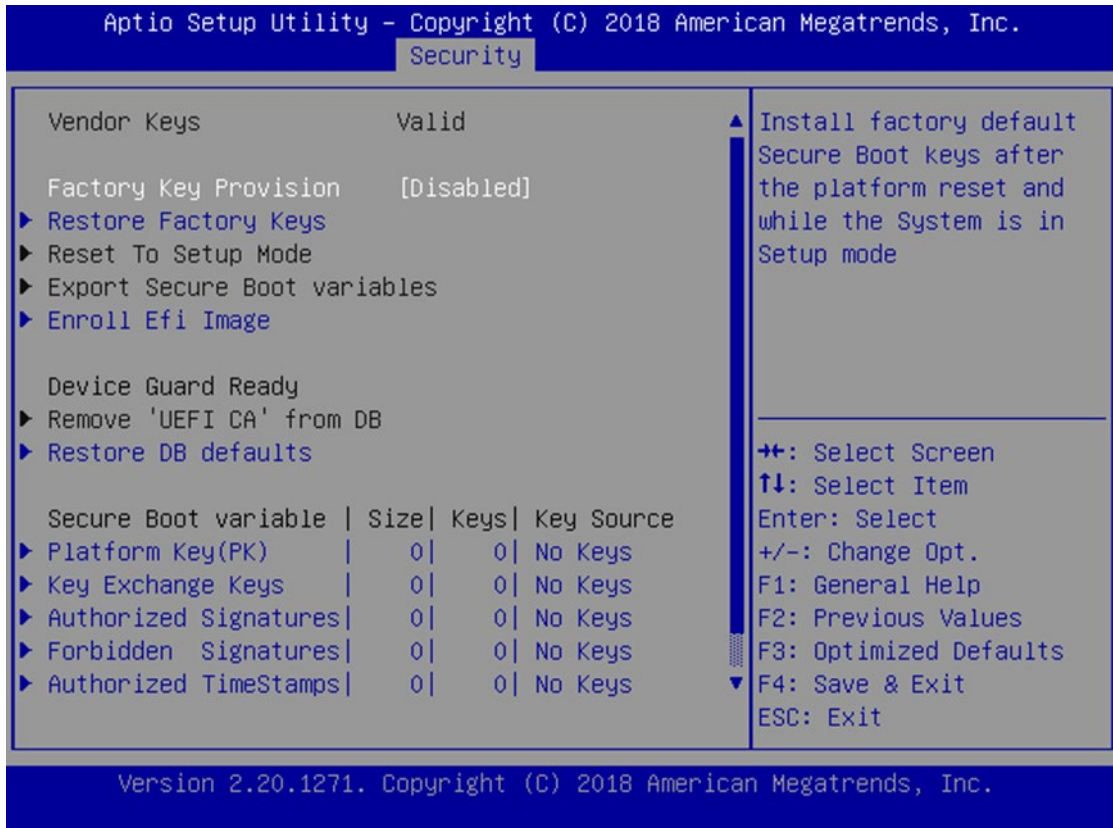 Aptio Setup Utility – Copyright (C) 2018 American Megatrends, Inc.
Security
Vendor Keys Valid
Factory Key Provision [Disabled]
Restore Factory Keys
Reset To Setup Mode
Export Secure Boot variables
Enroll Efi Image
Device Guard Ready
Remove 'UEFI CA' from DB
Restore DB defaults
Secure Boot variable | Size| Keys| Key Source
Platform Key(PK) | 0| 0| No Keys
Key Exchange Keys | 0| 0| No Keys
Authorized Signatures| 0| 0| No Keys
Forbidden Signatures| 0| 0| No Keys
Authorized TimeStamps| 0| 0| No Keys
Install factory default
Secure Boot keys after
the platform reset and
while the System is in
Setup mode
→←: Select Screen
↑↓: Select Item
Enter: Select
+/-: Change Opt.
F1: General Help
F2: Previous Values
F3: Optimized Defaults
F4: Save & Exit
ESC: Exit
Version 2.20.1271. Copyright (C) 2018 American Megatrends, Inc.